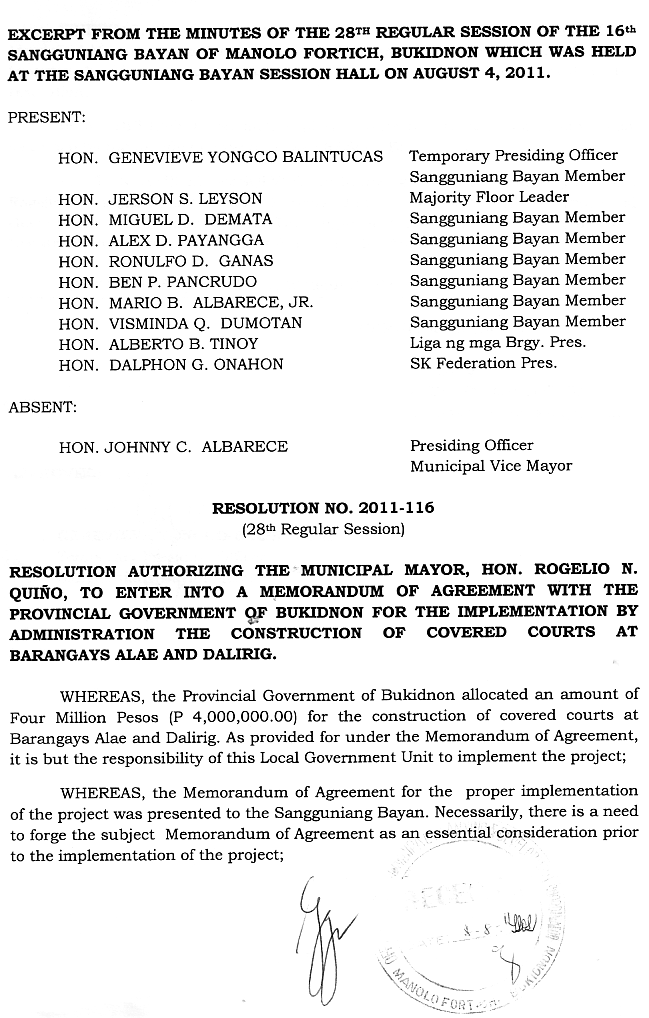 EXCERPT FROM THE MINUTES OF THE 28TH REGULAR SESSION OF THE 16th
SANGGUNIANG BAYAN OF MANOLO FORTICH, BUKIDNON WHICH WAS HELD
AT THE SANGGUNIANG BAYAN SESSION HALL ON AUGUST 4, 2011.
PRESENT:
HON. GENEVIEVE YONGCO BALINTUCAS Temporary Presiding Officer
Sangguniang Bayan Member
HON. JERSON S. LEYSON Majority Floor Leader
HON. MIGUEL D. DEMATA Sangguniang Bayan Member
HON. ALEX D. PAYANGGA Sangguniang Bayan Member
HON. RONULFO D. GANAS Sangguniang Bayan Member
HON. BEN P. PANCRUDO Sangguniang Bayan Member
HON. MARIO B. ALBARECE, JR. Sangguniang Bayan Member
HON. VISMINDA Q. DUMOTAN Sangguniang Bayan Member
HON. ALBERTO B. TINOY Liga ng mga Brgy. Pres.
HON. DALPHON G. ONAHON SK Federation Pres.
ABSENT:
HON. JOHNNY C. ALBARECE Presiding Officer
Municipal Vice Mayor
RESOLUTION NO. 2011-116
(28th Regular Session)
RESOLUTION AUTHORIZING THE MUNICIPAL MAYOR, HON. ROGELIO N.
QUIÑO, TO ENTER INTO A MEMORANDUM OF AGREEMENT WITH THE
PROVINCIAL GOVERNMENT OF BUKIDNON FOR THE IMPLEMENTATION BY
ADMINISTRATION THE CONSTRUCTION OF COVERED COURTS AT
BARANGAYS ALAE AND DALIRIG.
WHEREAS, the Provincial Government of Bukidnon allocated an amount of
Four Million Pesos (P 4,000,000.00) for the construction of covered courts at
Barangays Alae and Dalirig. As provided for under the Memorandum of Agreement,
it is but the responsibility of this Local Government Unit to implement the project;
WHEREAS, the Memorandum of Agreement for the proper implementation
of the project was presented to the Sangguniang Bayan. Necessarily, there is a need
to forge the subject Memorandum of Agreement as an essential consideration prior
to the implementation of the project;
MANOLO